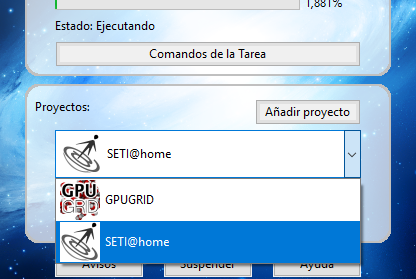 1,881%
Estado: Ejecutando
Comandos de la Tarea
Proyectos:
Añadir proyecto
SETI@home
GPU
GRD
GPUGRID
SETI@home
Avisos
Suspender
Ayuda